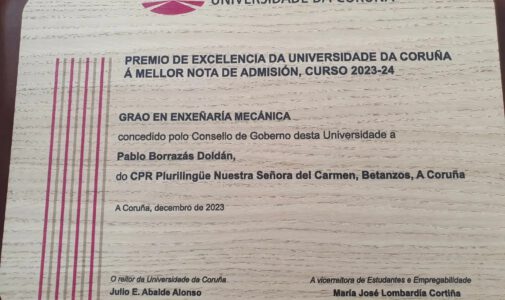 UNIVERSIDADE DA CORUÑA
PREMIO DE EXCELENCIA DA UNIVERSIDADE DA CORUÑA
Á MELLOR NOTA DE ADMISIÓN, CURSO 2023-24
GRAO EN ENXEÑARÍA MECÁNICA
concedido polo Consello de Goberno desta Universidade a
Pablo Borrazás Doldán,
do CPR Plurilingüe Nuestra Señora del Carmen, Betanzos, A Coruña
A Coruña, decembro de 2023
O reitor da Universidade da Coruña
Julio E. Abalde Alonso
A vicerreitora de Estudantes e Empregabilidade
María José Lombardía Cortiña